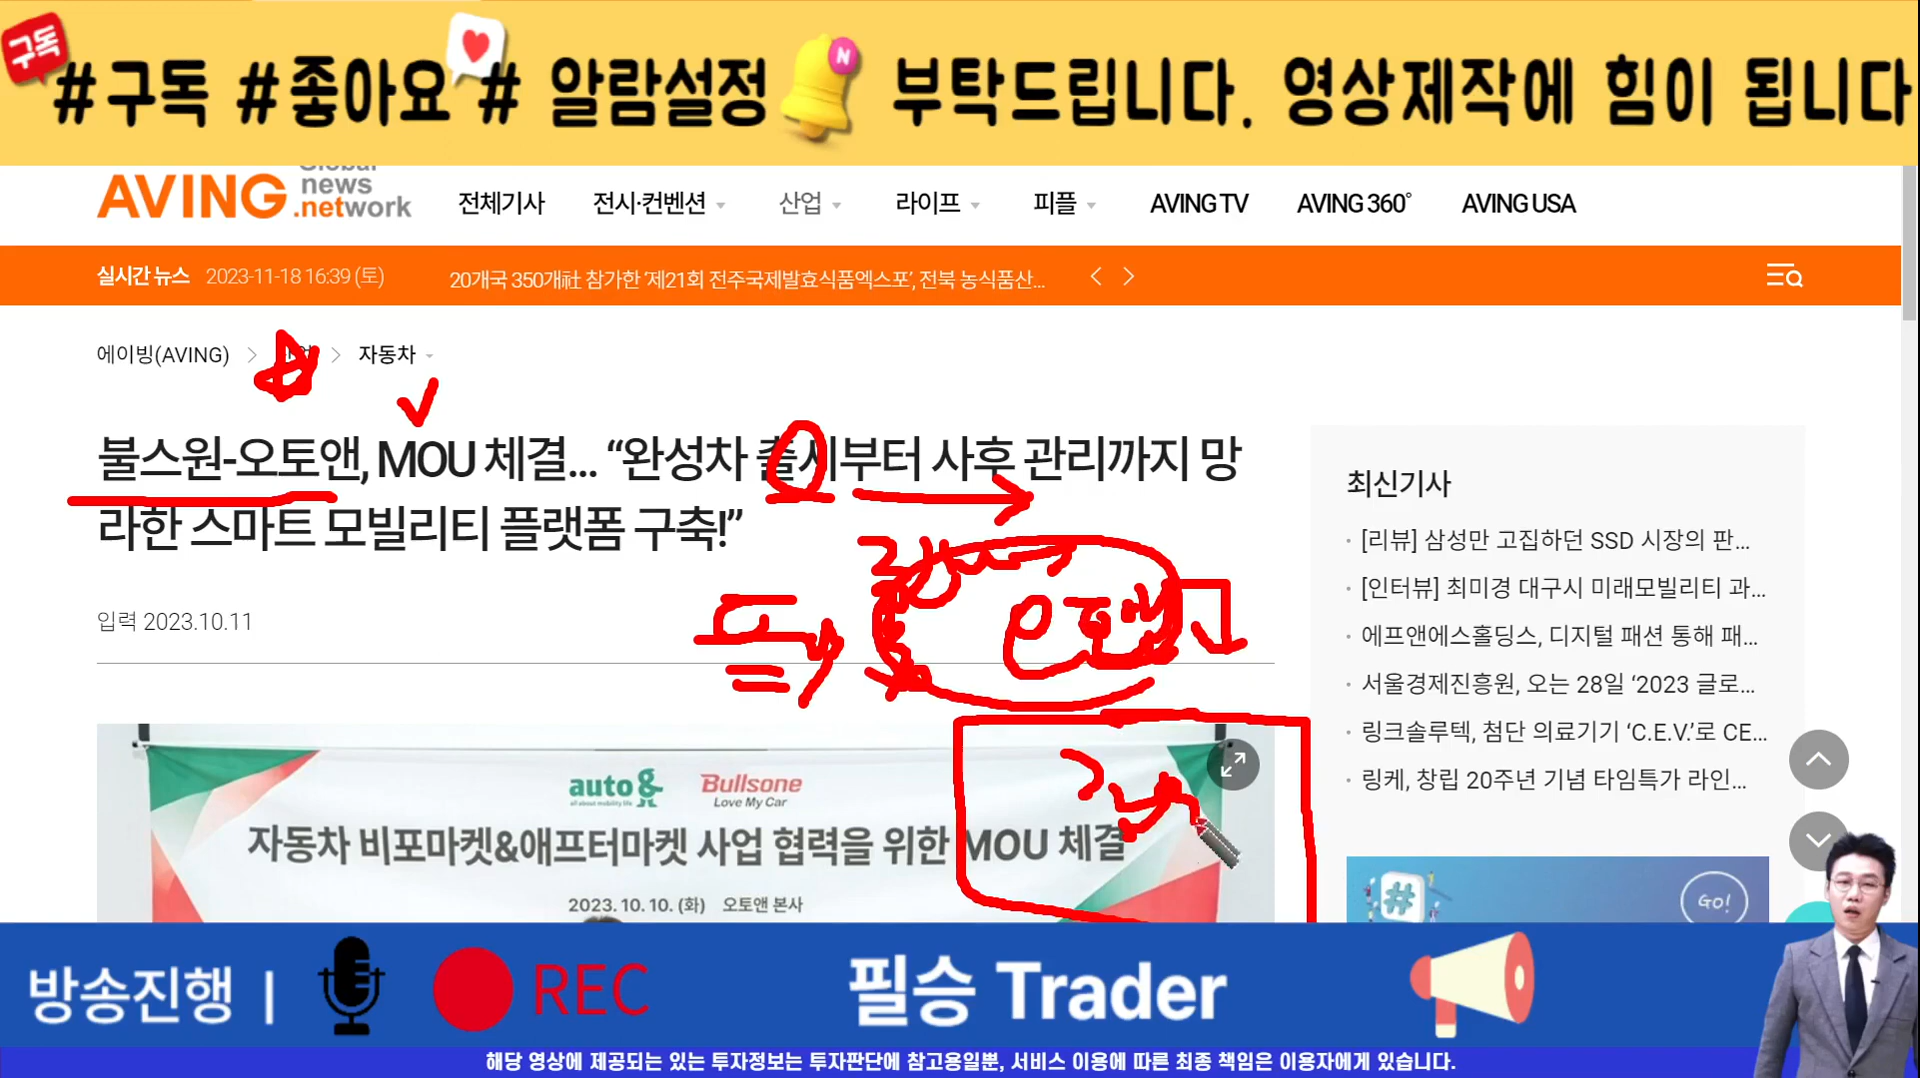 구독
#구독 #좋아요 # 알람설정 N 부탁드립니다. 영상제작에 힘이 됩니다
AVING Global news .network
전체기사 전시·컨벤션 산업 라이프 피플 AVING TV AVING 360° AVING USA
실시간 뉴스 2023-11-18 16:39 (토) 20개국 350개社 참가한 '제21회 전주국제발효식품엑스포', 전북 농식품산...
에이빙(AVING) > > 자동차
불스원-오토앤, MOU 체결... “완성차 출시부터 사후 관리까지 망
라한 스마트 모빌리티 플랫폼 구축!”
입력 2023.10.11
오토앤
auto&
all about mobility life
Bullsone
Love My Car
자동차 비포마켓&애프터마켓 사업 협력을 위한 MOU 체결
2023. 10. 10. (화) 오토앤 본사
최신기사
· [리뷰] 삼성만 고집하던 SSD 시장의 판...
· [인터뷰] 최미경 대구시 미래모빌리티 과...
· 에프앤에스홀딩스, 디지털 패션 통해 패...
· 서울경제진흥원, 오는 28일 ‘2023 글로...
· 링크솔루텍, 첨단 의료기기 ‘C.E.V.’로 CE...
· 링케, 창립 20주년 기념 타임특가 라인...
#
GO!
방송진행 | REC 필승 Trader
해당 영상에 제공되는 있는 투자정보는 투자판단에 참고용일뿐, 서비스 이용에 따른 최종 책임은 이용자에게 있습니다.